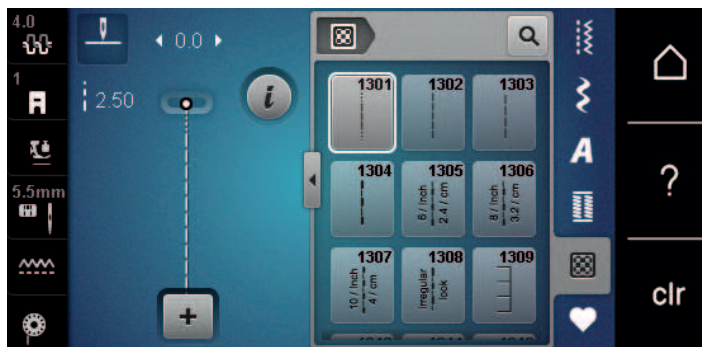 4.0
0.0
1
2.50
i
5.5mm
1301
1302
1303
1304
1305
1306
6 / Inch
2.4 / cm
8 / Inch
3.2 / cm
1307
1308
1309
10 / Inch
4 / cm
Irregular
look
A
?
clr